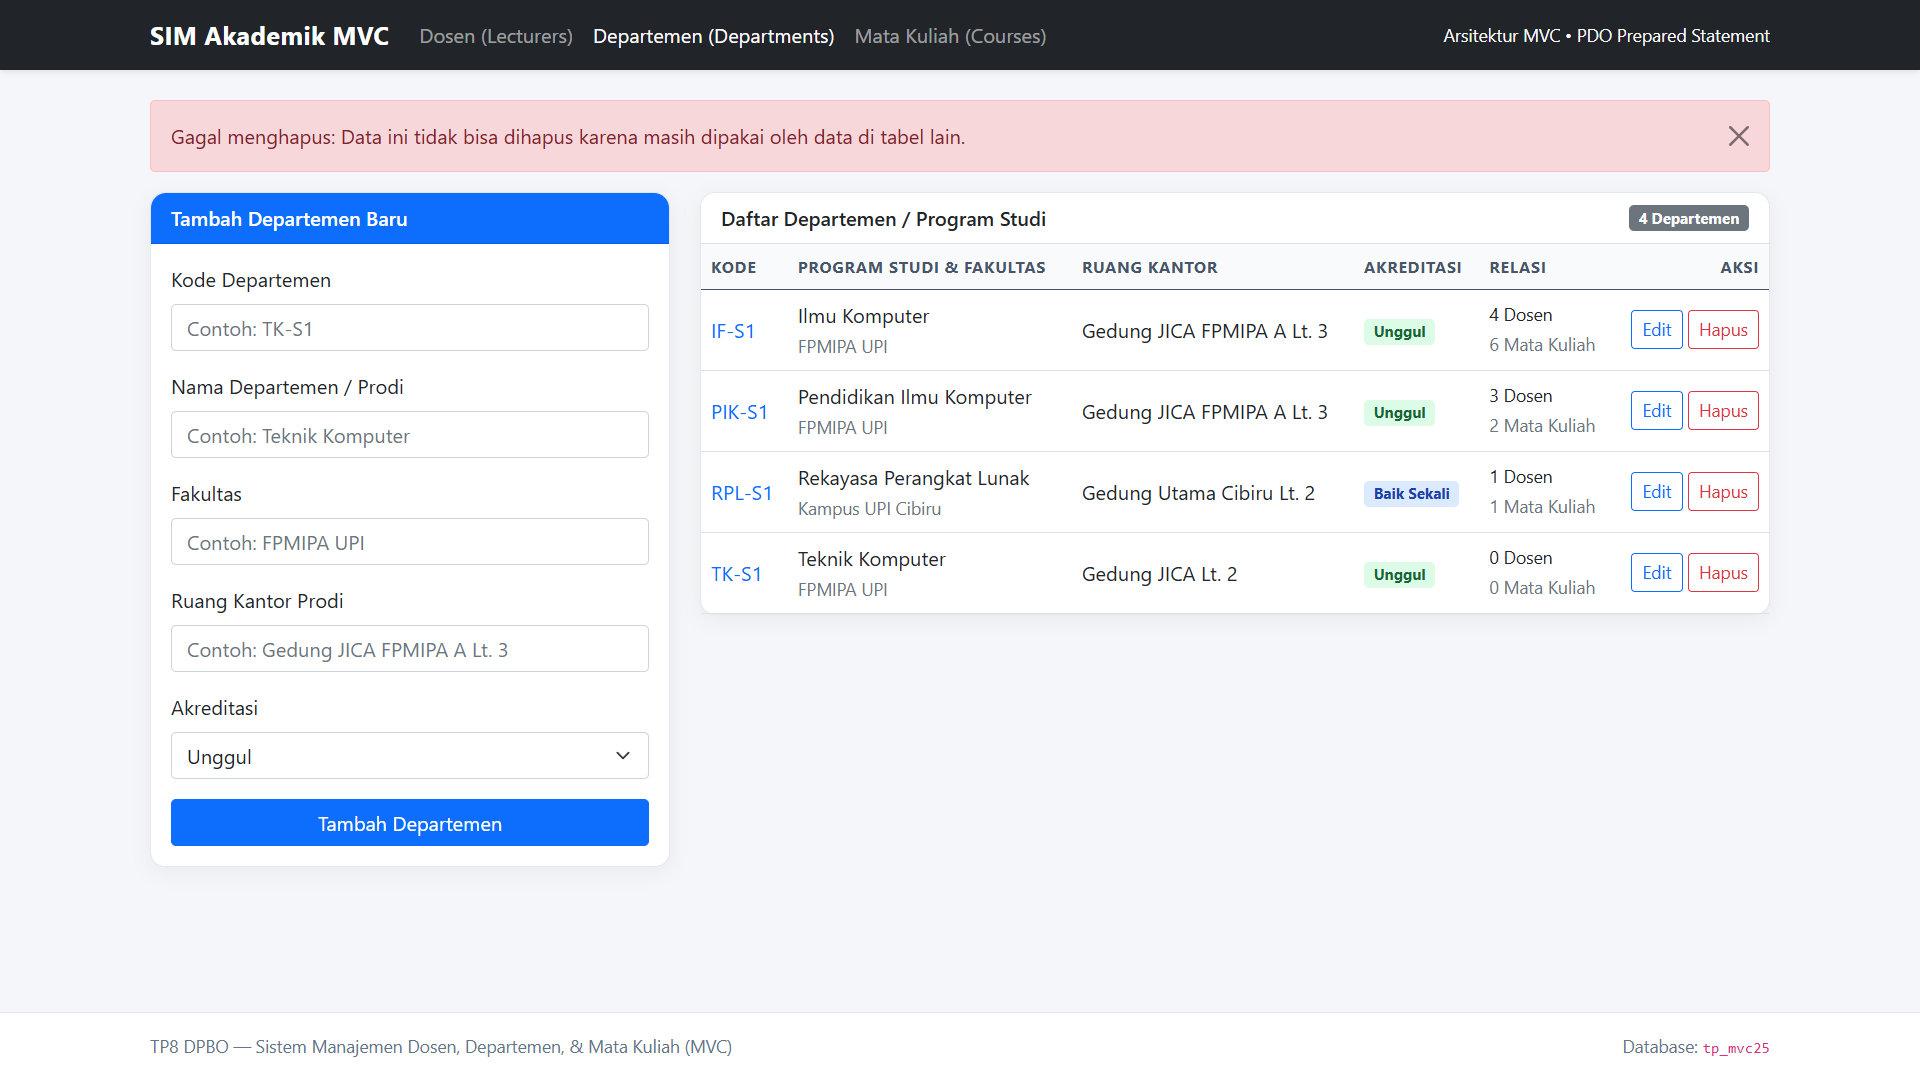 SIM Akademik MVC Dosen (Lecturers) Departemen (Departments) Mata Kuliah (Courses) Arsitektur MVC • PDO Prepared Statement
Gagal menghapus: Data ini tidak bisa dihapus karena masih dipakai oleh data di tabel lain.
Tambah Departemen Baru
Kode Departemen
Contoh: TK-S1
Nama Departemen / Prodi
Contoh: Teknik Komputer
Fakultas
Contoh: FPMIPA UPI
Ruang Kantor Prodi
Contoh: Gedung JICA FPMIPA A Lt. 3
Akreditasi
Unggul
Tambah Departemen
Daftar Departemen / Program Studi 4 Departemen
KODE PROGRAM STUDI & FAKULTAS RUANG KANTOR AKREDITASI RELASI AKSI
IF-S1 Ilmu Komputer Gedung JICA FPMIPA A Lt. 3 Unggul 4 Dosen Edit Hapus
FPMIPA UPI 6 Mata Kuliah
PIK-S1 Pendidikan Ilmu Komputer Gedung JICA FPMIPA A Lt. 3 Unggul 3 Dosen Edit Hapus
FPMIPA UPI 2 Mata Kuliah
RPL-S1 Rekayasa Perangkat Lunak Gedung Utama Cibiru Lt. 2 Baik Sekali 1 Dosen Edit Hapus
Kampus UPI Cibiru 1 Mata Kuliah
TK-S1 Teknik Komputer Gedung JICA Lt. 2 Unggul 0 Dosen Edit Hapus
FPMIPA UPI 0 Mata Kuliah
TP8 DPBO — Sistem Manajemen Dosen, Departemen, & Mata Kuliah (MVC) Database: tp_mvc25